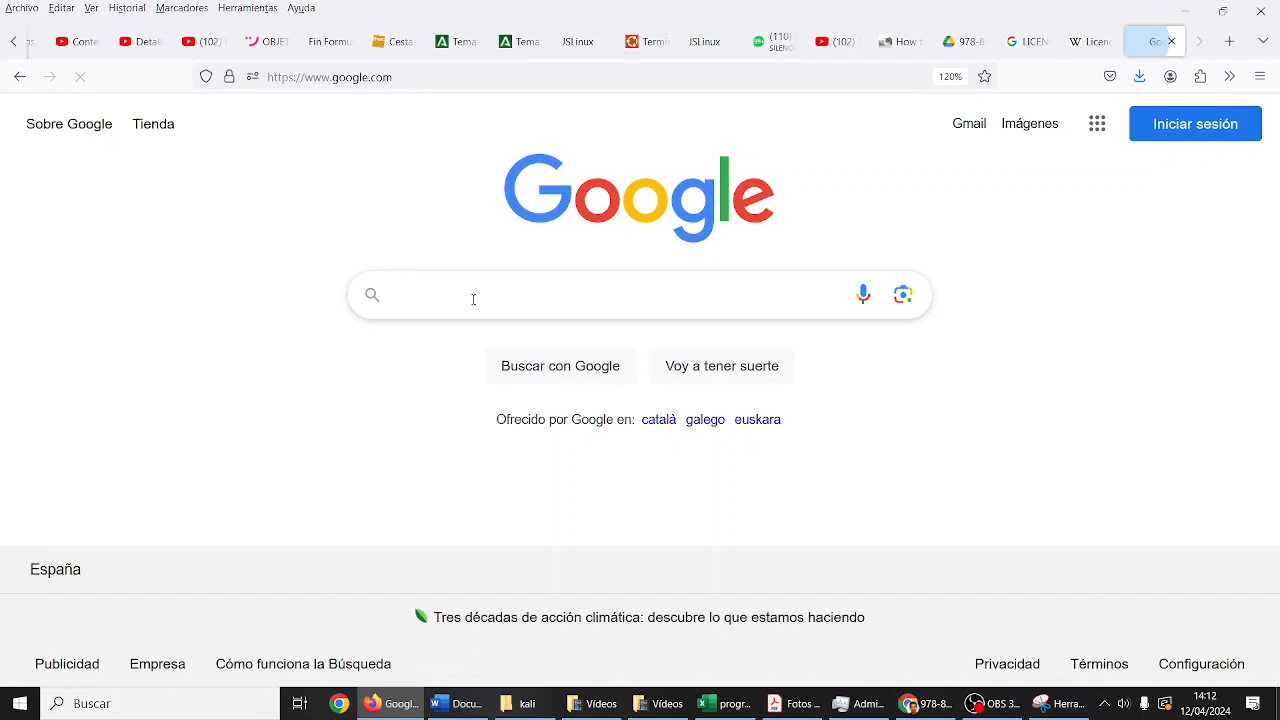 Archivo Editar Ver Historial Marcadores Herramientas Ayuda
Conte Detall (102) OBJET Fin Formu Cesta Tema: Tema: JSLinux Termi JSLinux (110) SILENCI (102) How t 978-8 LICEN Licenc Go
https://www.google.com 120%
Sobre Google Tienda Gmail Imágenes Iniciar sesión
Google
Buscar con Google Voy a tener suerte
Ofrecido por Google en: català galego euskara
España
Tres décadas de acción climática: descubre lo que estamos haciendo
Publicidad Empresa Cómo funciona la Búsqueda Privacidad Términos Configuración
Buscar Googl... Docu... kali Vídeos Vídeos progr... Fotos ... Admi... 978-8... OBS 3... Herra... 14:12
12/04/2024